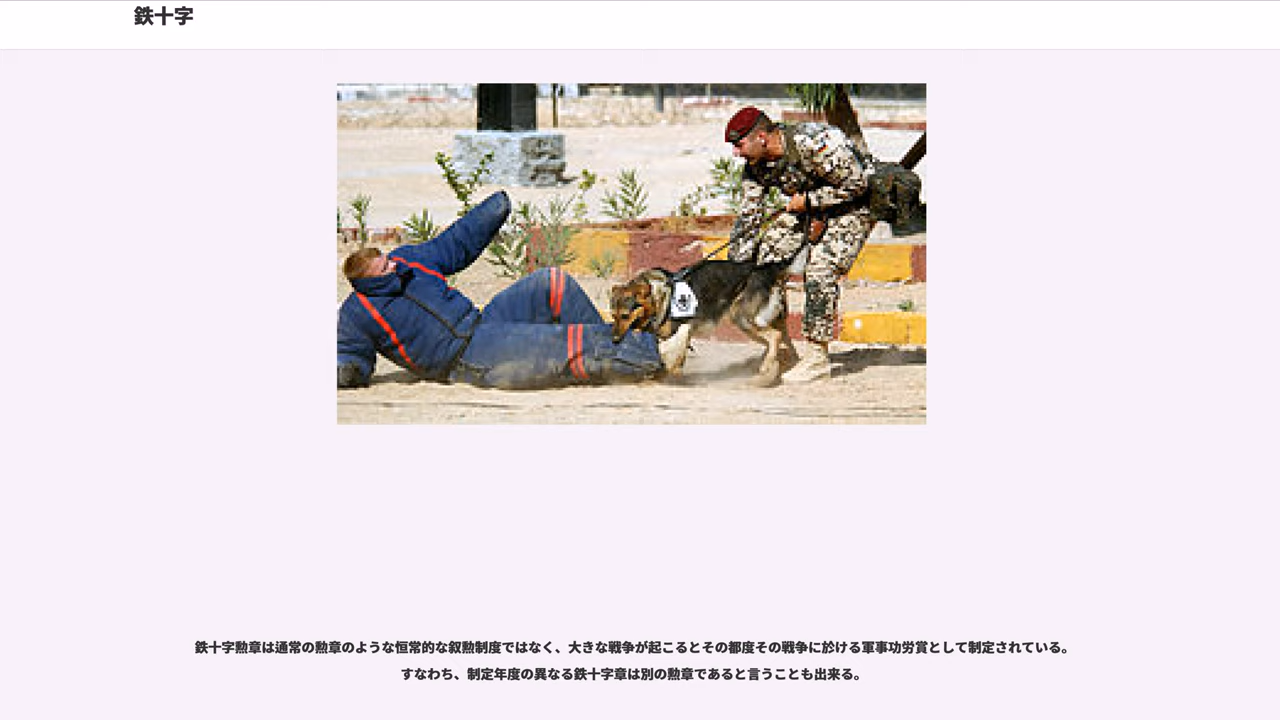 鉄十字
鉄十字勲章は通常の勲章のような恒常的な叙勲制度ではなく、大きな戦争が起こるとその都度その戦争に於ける軍事功労賞として制定されている。
すなわち、制定年度の異なる鉄十字章は別の勲章であると言うことも出来る。